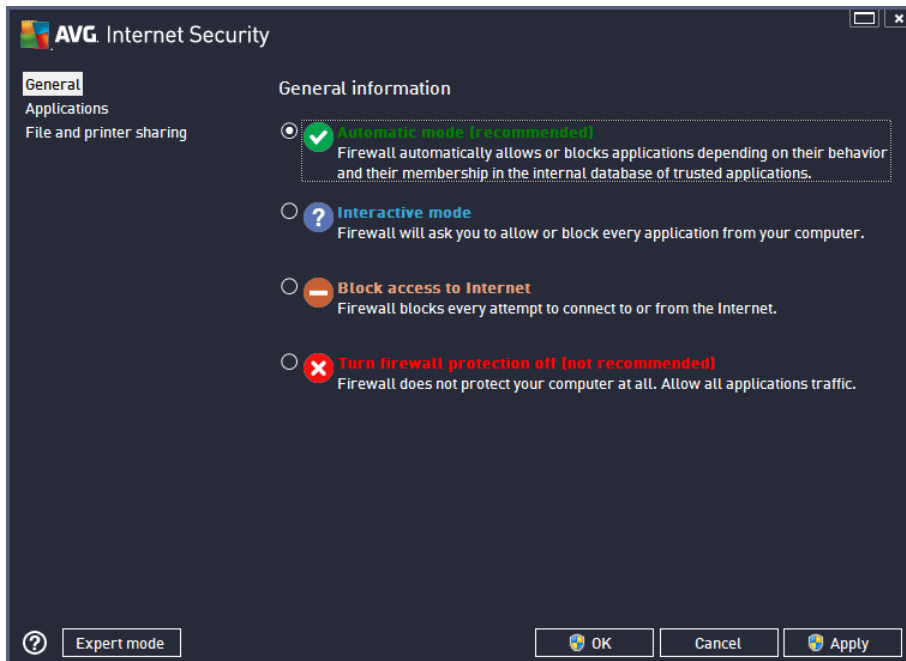 AVG. Internet Security
General
Applications
File and printer sharing
General information
Automatic mode (recommended)
Firewall automatically allows or blocks applications depending on their behavior
and their membership in the internal database of trusted applications.
Interactive mode
Firewall will ask you to allow or block every application from your computer.
Block access to Internet
Firewall blocks every attempt to connect to or from the Internet.
Turn firewall protection off (not recommended)
Firewall does not protect your computer at all. Allow all applications traffic.
Expert mode
OK
Cancel
Apply